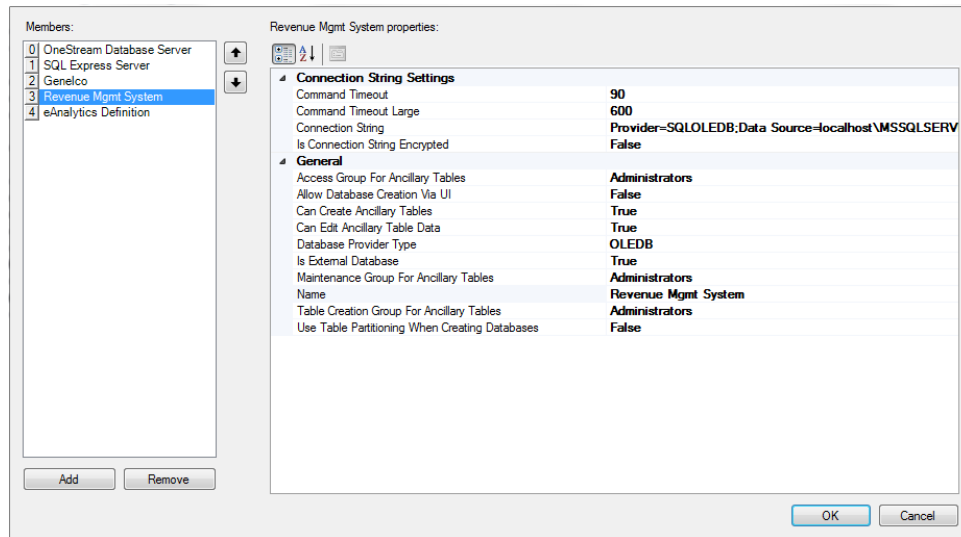 Members:
0 OneStream Database Server
1 SQL Express Server
2 Genelco
3 Revenue Mgmt System
4 eAnalytics Definition
Add Remove
Revenue Mgmt System properties:
Connection String Settings
Command Timeout 90
Command Timeout Large 600
Connection String Provider=SQLOLEDB;Data Source=localhost\MSSQLSERV
Is Connection String Encrypted False
General
Access Group For Ancillary Tables Administrators
Allow Database Creation Via UI False
Can Create Ancillary Tables True
Can Edit Ancillary Table Data True
Database Provider Type OLEDB
Is External Database True
Maintenance Group For Ancillary Tables Administrators
Name Revenue Mgmt System
Table Creation Group For Ancillary Tables Administrators
Use Table Partitioning When Creating Databases False
OK Cancel